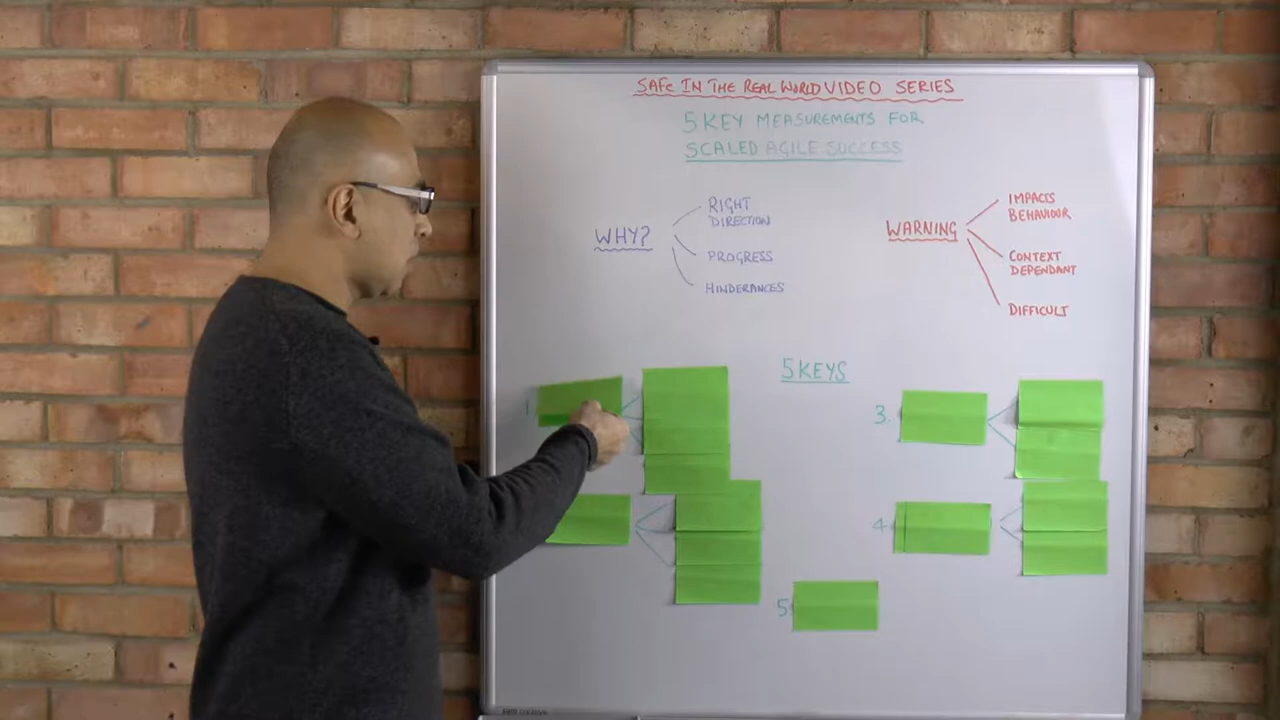 SAFe IN THE REAL WORLD VIDEO SERIES
5 KEY MEASUREMENTS FOR
SCALED AGILE SUCCESS
WHY?
RIGHT
DIRECTION
PROGRESS
HINDERANCES
WARNING
IMPACTS
BEHAVIOUR
CONTEXT
DEPENDANT
DIFFICULT
5 KEYS
1
3.
4
5